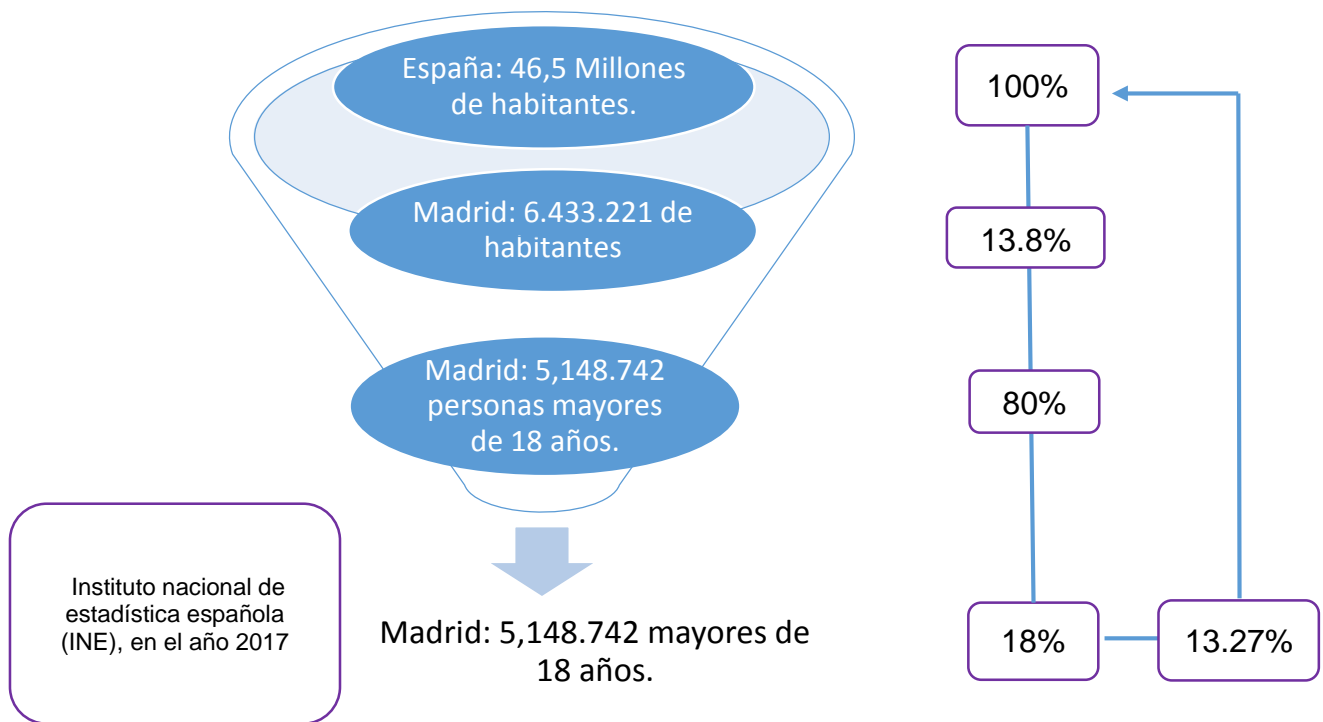 España: 46,5 Millones
de habitantes.
Madrid: 6.433.221 de
habitantes
Madrid: 5,148.742
personas mayores
de 18 años.
Madrid: 5,148.742 mayores de
18 años.
Instituto nacional de
estadística española
(INE), en el año 2017
100%
13.8%
80%
18%
13.27%